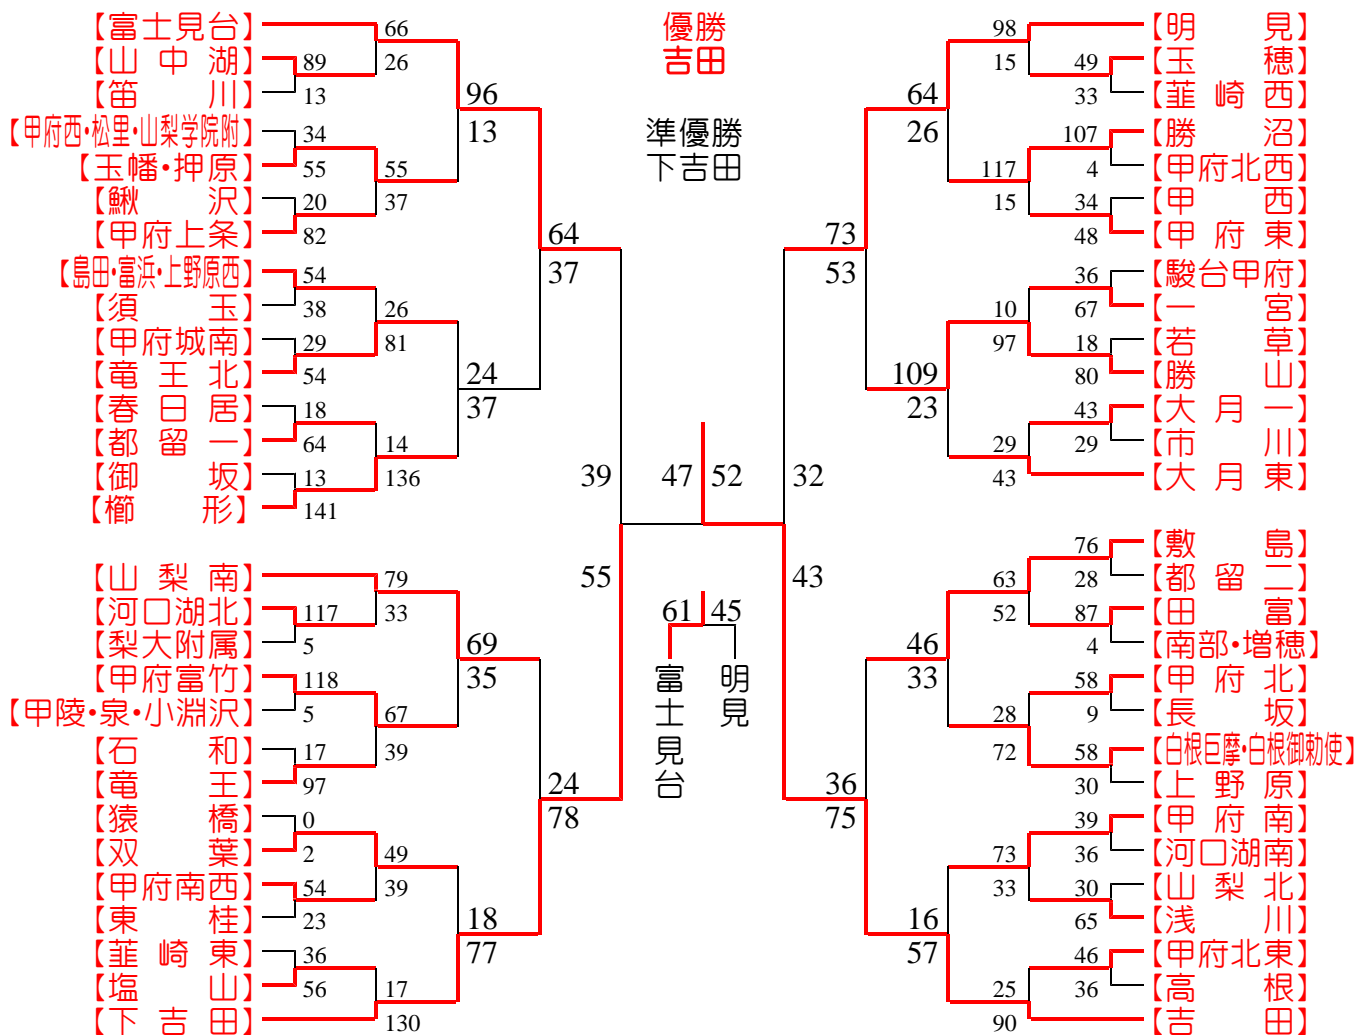 優勝
吉田
準優勝
下吉田
【富士見台】
66
【山中湖】
89
26
【笛川】
13
96
13
【甲府西・松里・山梨学院附】
34
【玉幡・押原】
55
55
【鰍沢】
20
37
【甲府上条】
82
64
37
【島田・富浜・上野原西】
54
【須玉】
38
26
【甲府城南】
29
81
【竜王北】
54
24
37
【春日居】
18
【都留一】
64
14
【御坂】
13
136
【櫛形】
141
39
55
【山梨南】
79
【河口湖北】
117
33
【梨大附属】
5
69
35
【甲府富竹】
118
【甲陵・泉・小淵沢】
5
67
【石和】
17
39
【竜王】
97
24
78
【猿橋】
0
【双葉】
2
49
【甲府南西】
54
39
【東桂】
23
18
77
【韮崎東】
36
【塩山】
56
17
【下吉田】
130
47
52
61
45
富士見台
明見
98
【明見】
15
49
【玉穂】
33
【韮崎西】
64
26
107
【勝沼】
117
4
【甲府北西】
15
34
【甲西】
48
【甲府東】
73
53
36
【駿台甲府】
10
67
【一宮】
97
18
【若草】
80
【勝山】
109
23
43
【大月一】
29
29
【市川】
43
【大月東】
32
43
76
【敷島】
63
28
【都留二】
52
87
【田富】
4
【南部・増穂】
46
33
58
【甲府北】
28
9
【長坂】
72
58
【白根巨摩・白根御勅使】
30
【上野原】
36
75
39
【甲府南】
73
36
【河口湖南】
33
30
【山梨北】
65
【浅川】
16
57
46
【甲府北東】
25
36
【高根】
90
【吉田】